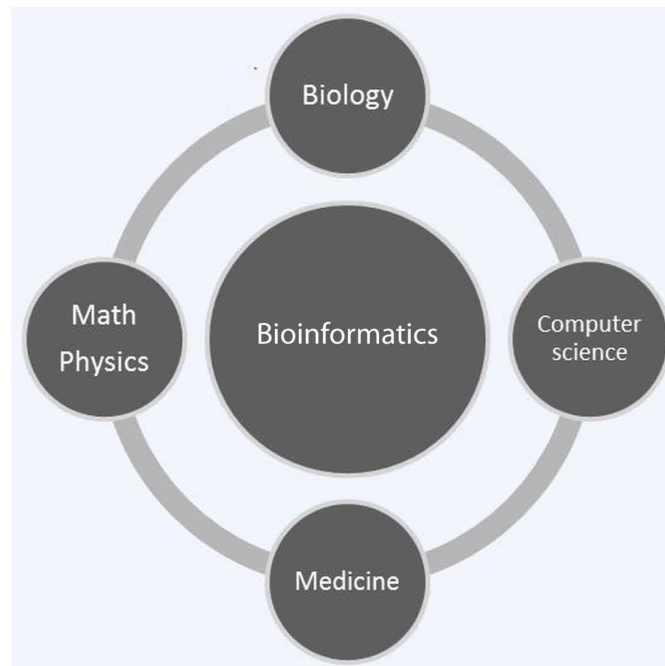 Biology
Math
Physics
Bioinformatics
Computer
science
Medicine